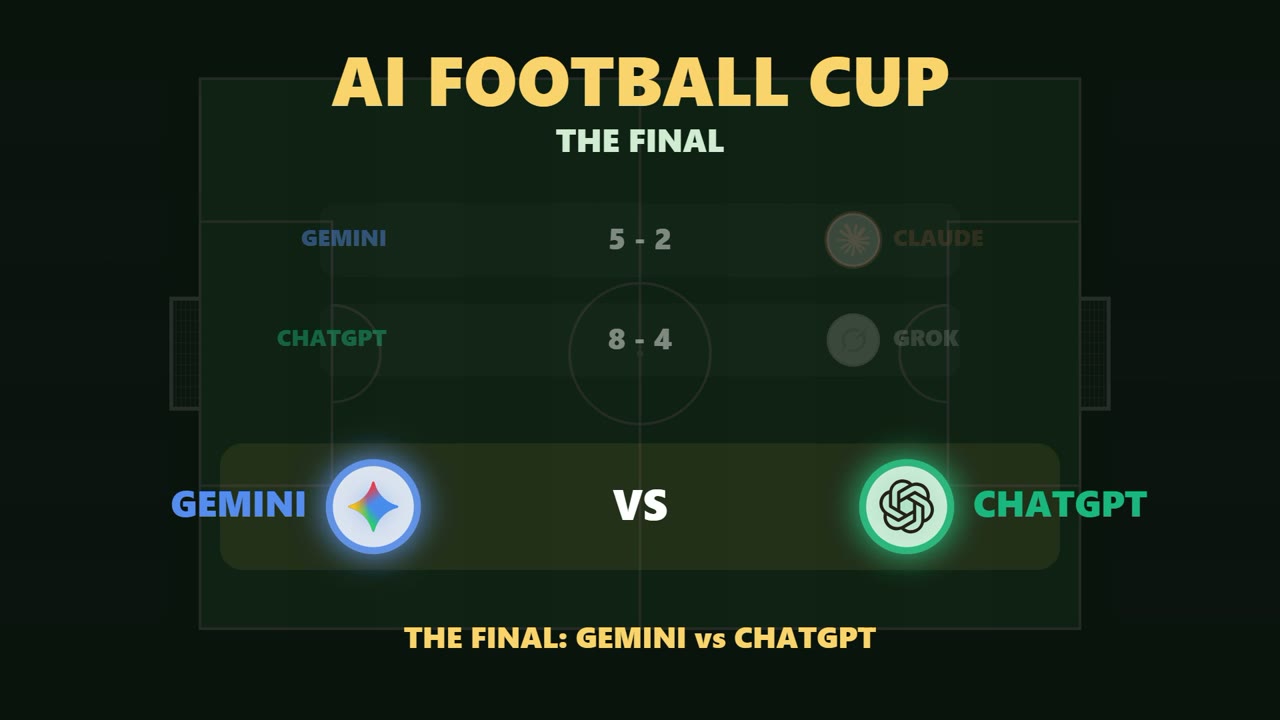 AI FOOTBALL CUP
THE FINAL
GEMINI 5 - 2 CLAUDE
CHATGPT 8 - 4 GROK
GEMINI VS CHATGPT
THE FINAL: GEMINI vs CHATGPT